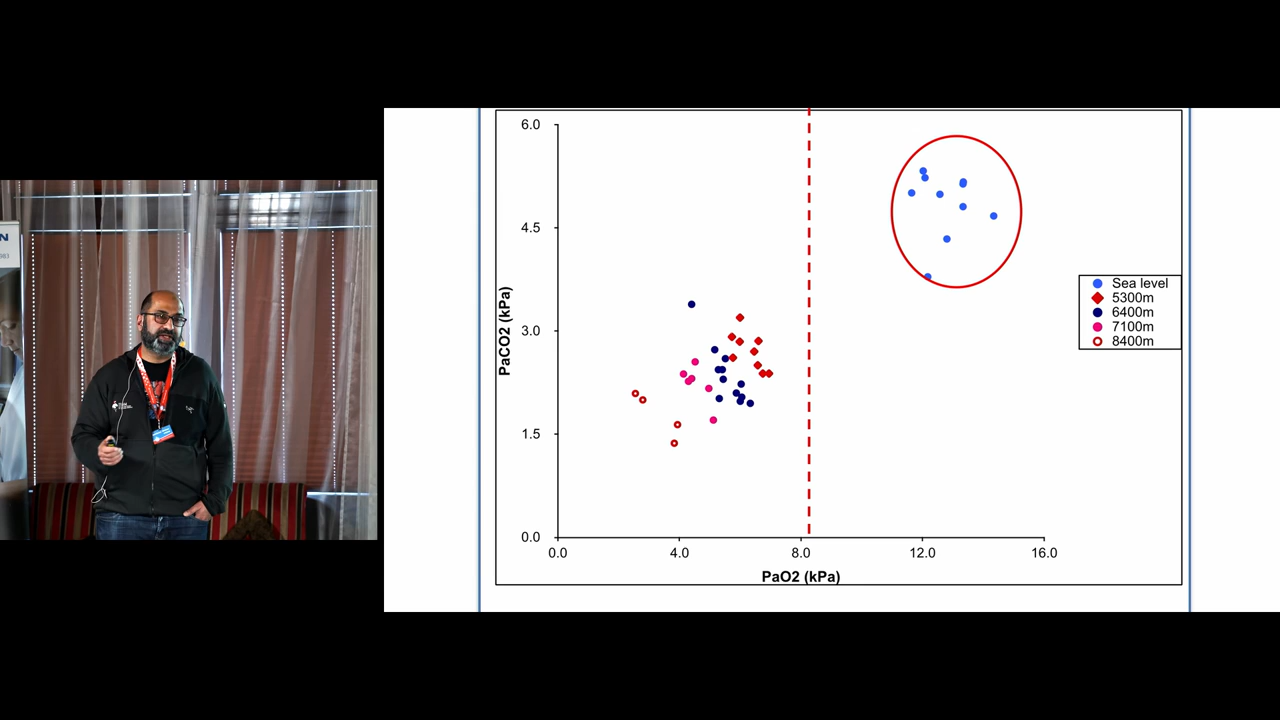 N
6.0
4.5
3.0
1.5
0.0
PaCO2 (kPa)
0.0 4.0 8.0 12.0 16.0
PaO2 (kPa)
Sea level
5300m
6400m
7100m
8400m